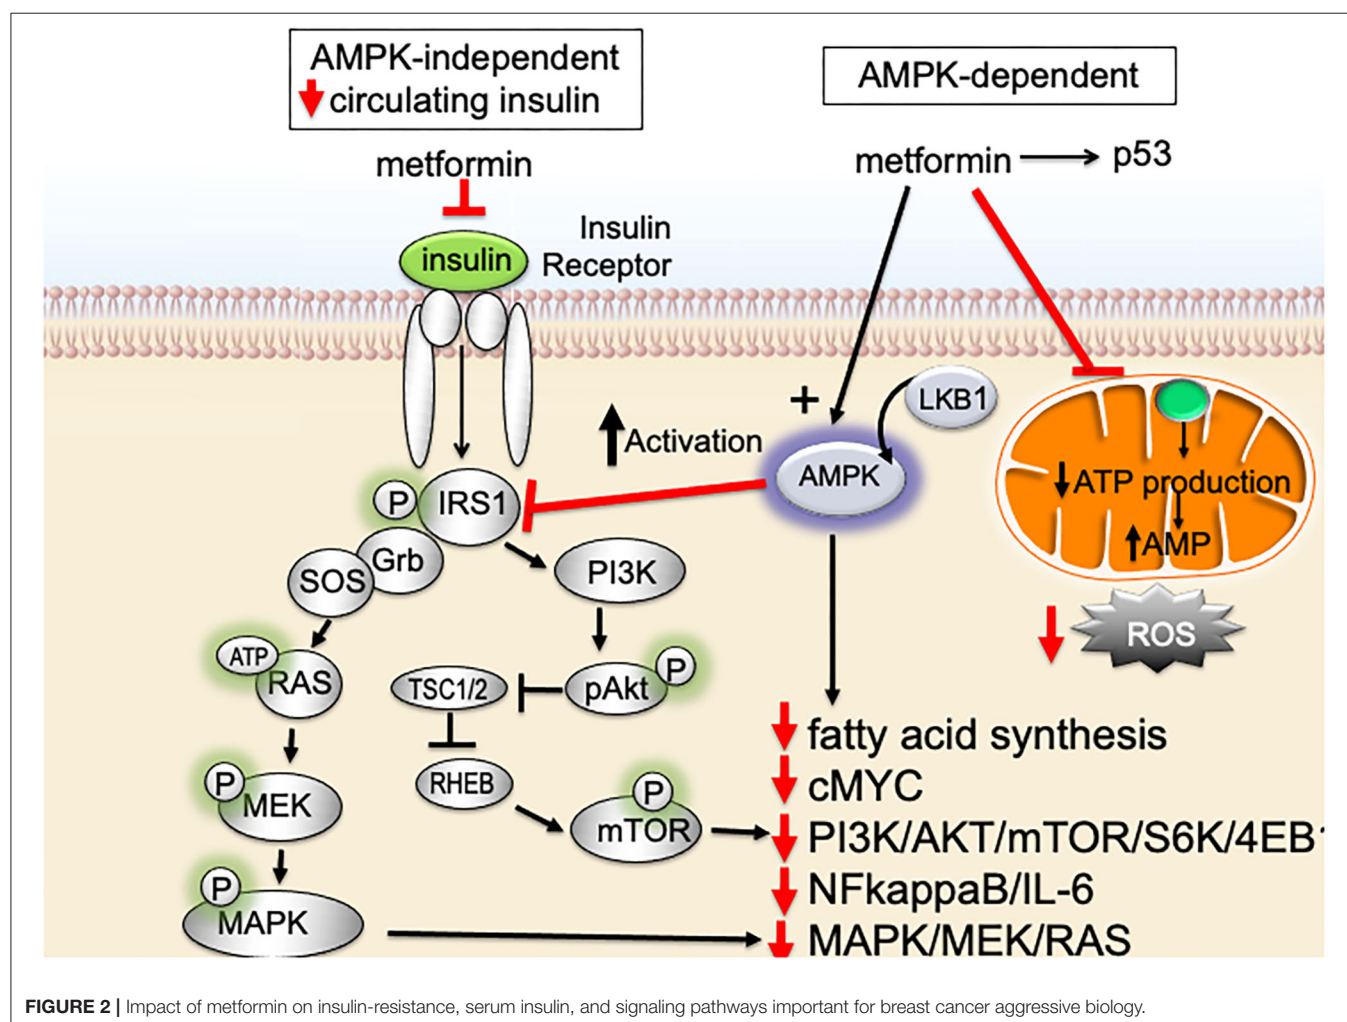 AMPK-independent
circulating insulin
AMPK-dependent
metformin
metformin
p53
insulin
Insulin
Receptor
LKB1
+
Activation
AMPK
P
IRS1
ATP production
AMP
Grb
SOS
PI3K
ROS
ATP
RAS
TSC1/2
pAkt
P
fatty acid synthesis
P
MEK
RHEB
P
mTOR
cMYC
PI3K/AKT/mTOR/S6K/4EB
NFkappaB/IL-6
P
MAPK
MAPK/MEK/RAS
FIGURE 2 | Impact of metformin on insulin-resistance, serum insulin, and signaling pathways important for breast cancer aggressive biology.